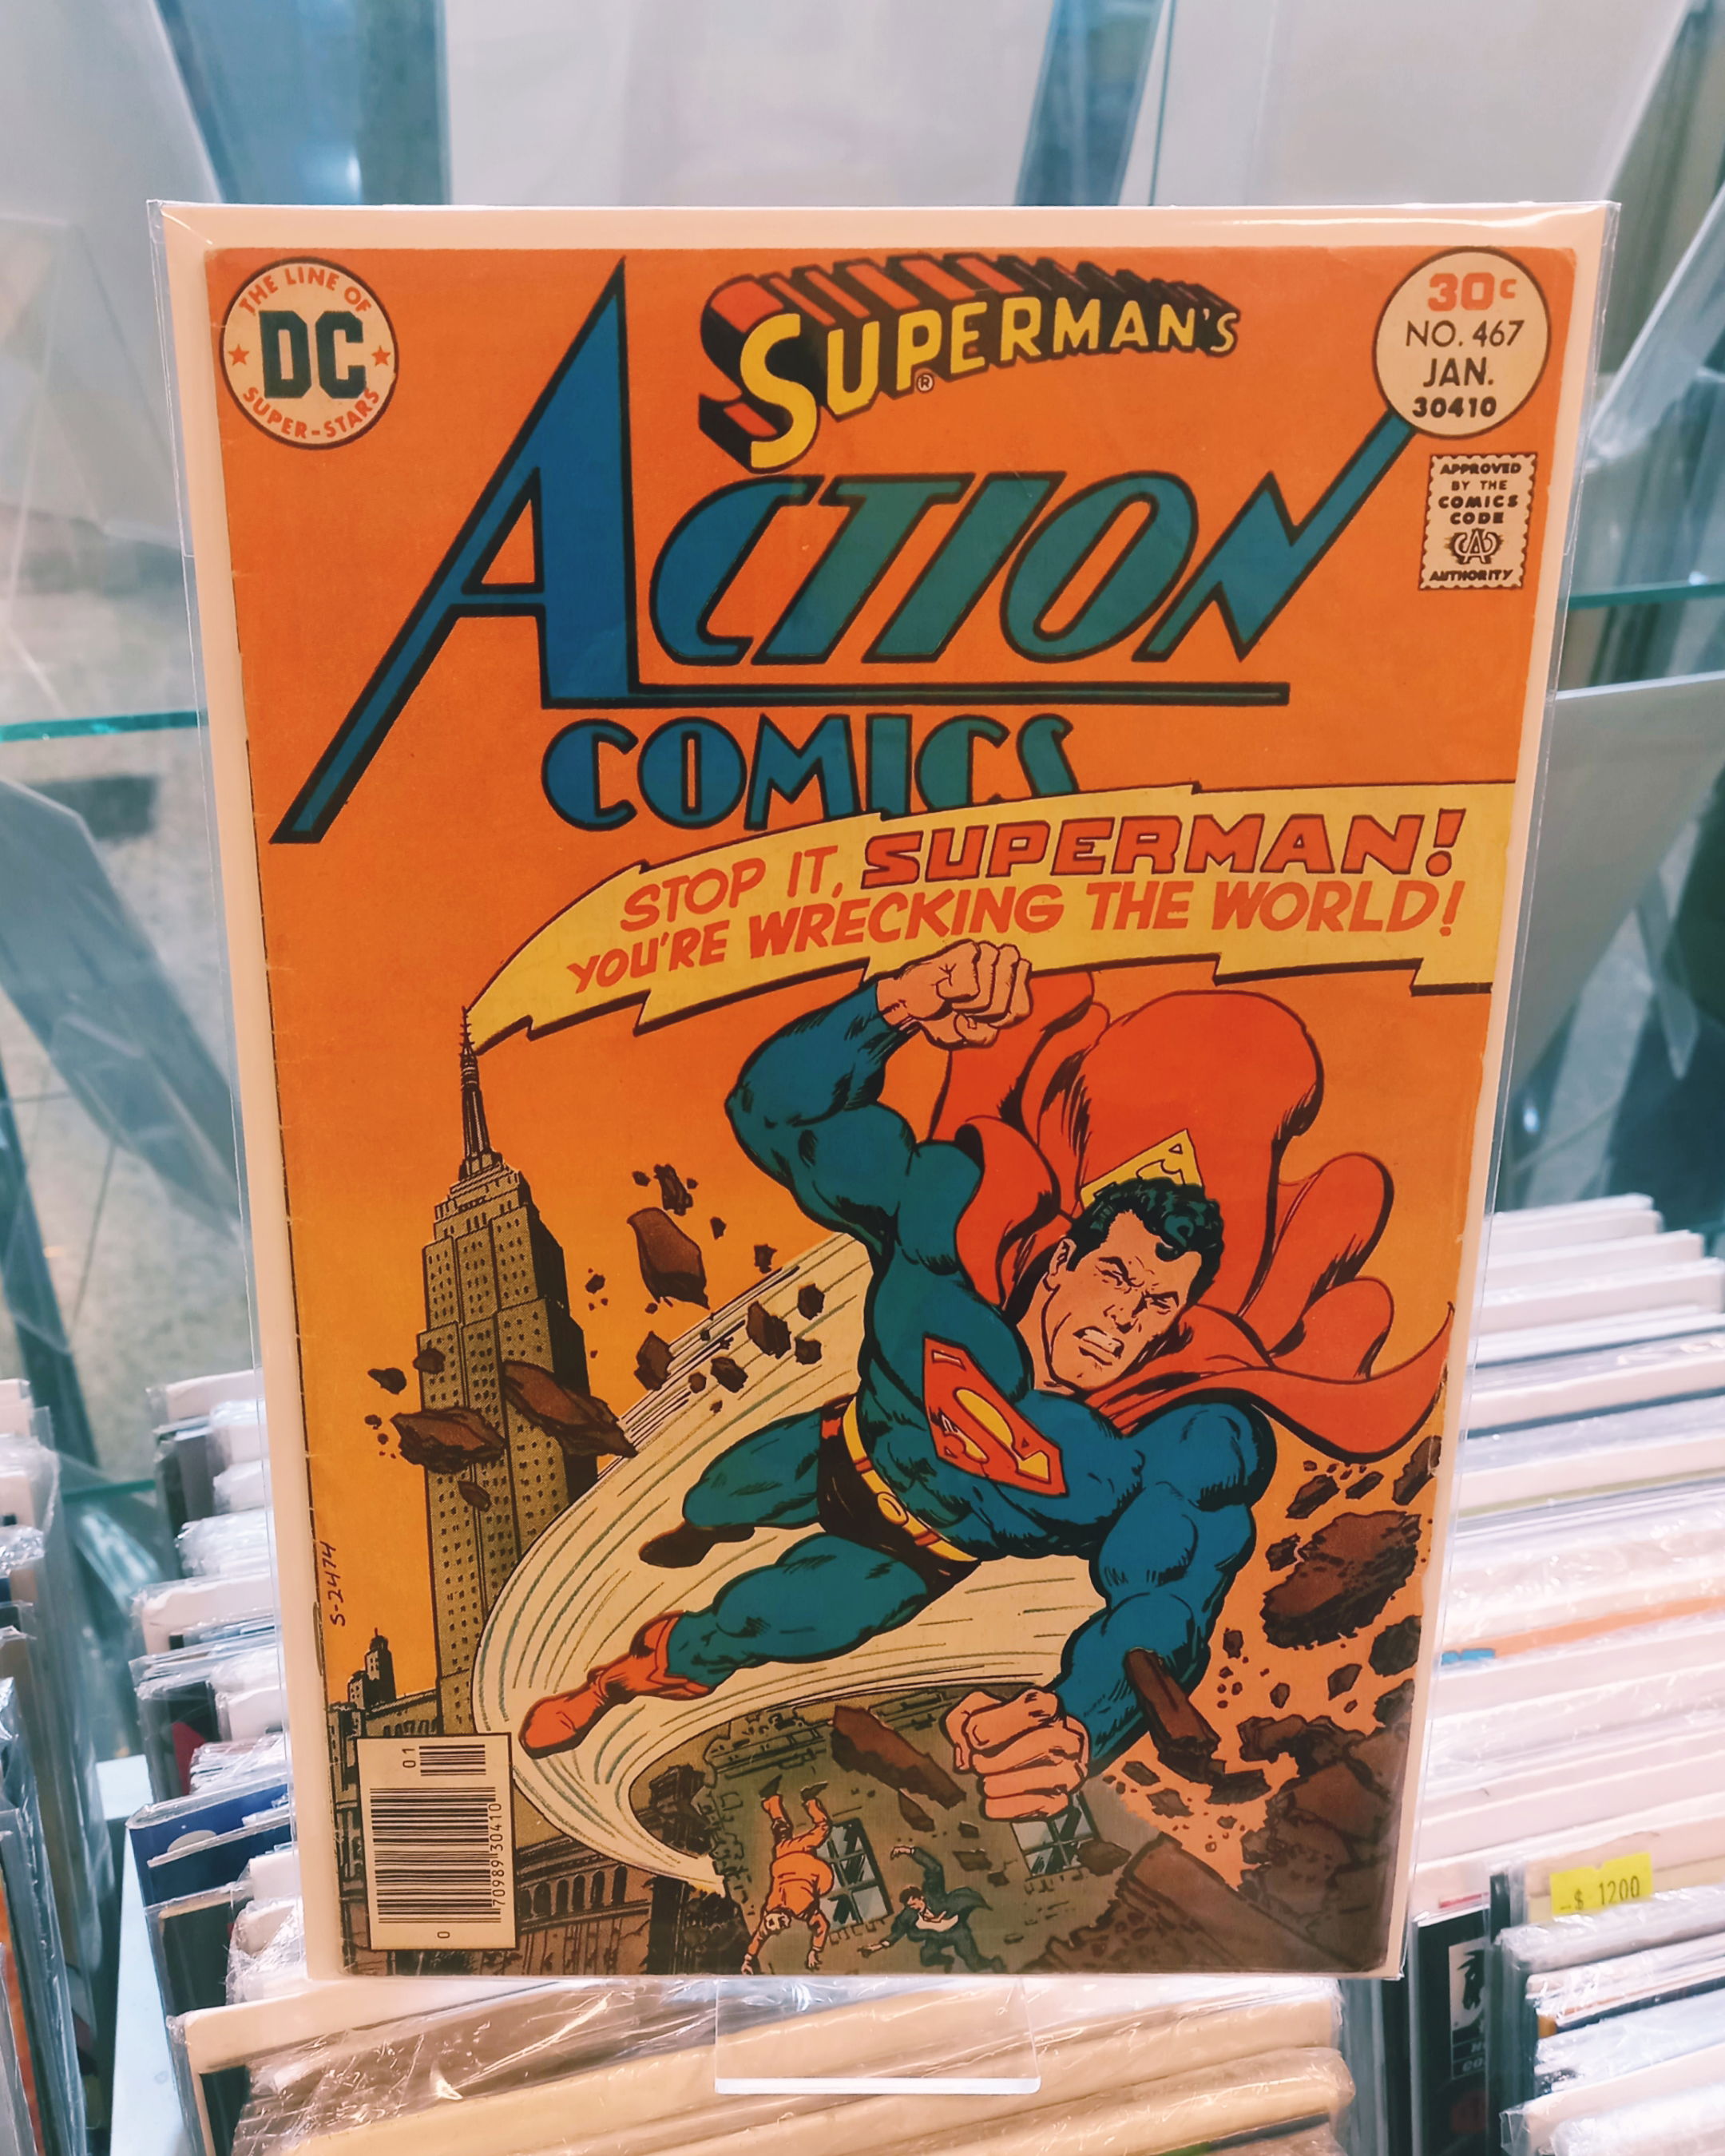 THE LINE OF
DC
SUPER-STARS
SUPERMAN'S
®
30¢
NO. 467
JAN.
30410
ACTION
COMICS
APPROVED
BY THE
COMICS
CODE
CA
AUTHORITY
STOP IT, SUPERMAN!
YOU'RE WRECKING THE WORLD!
S
S
S-2474
01
0
70989 30410
$ 1200